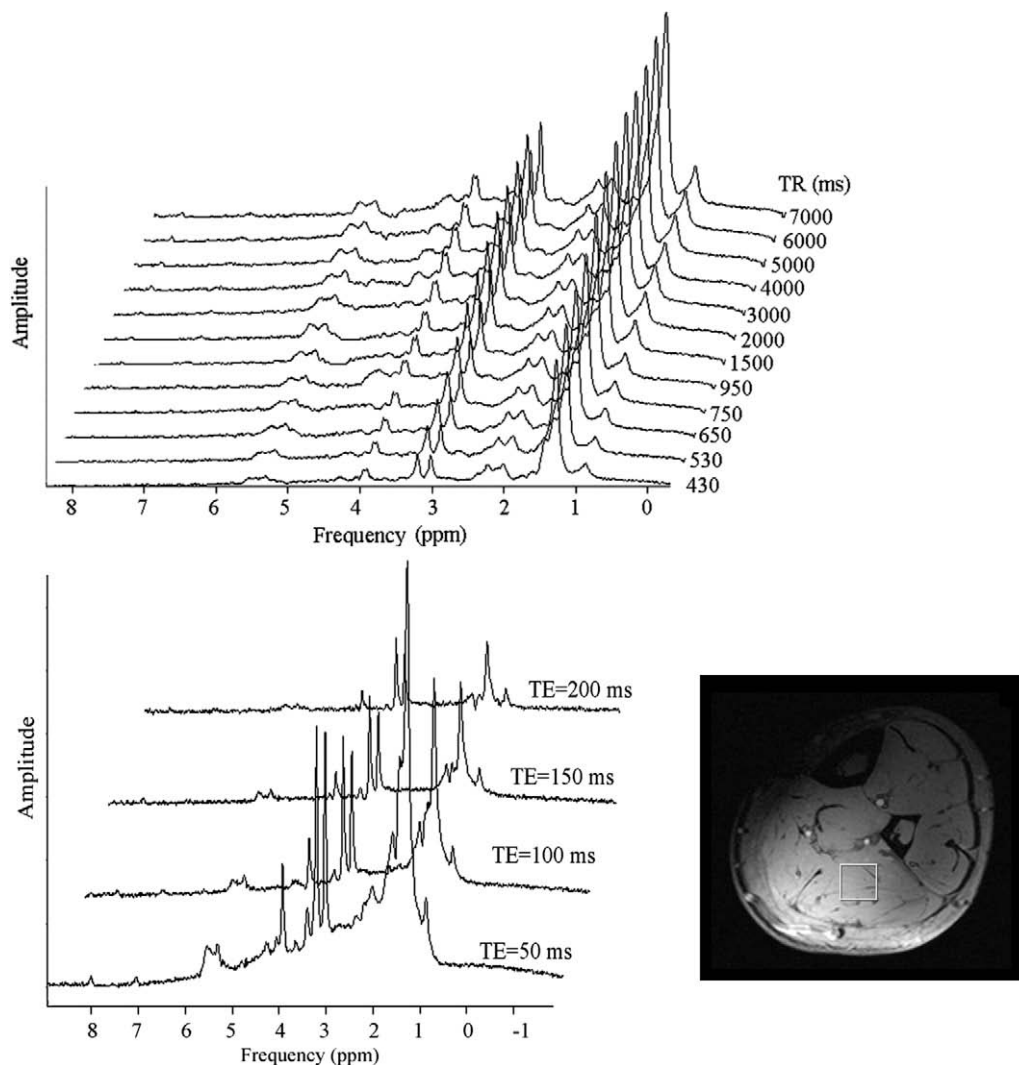 TR (ms)
7000
6000
5000
4000
3000
2000
1500
950
750
650
530
430
Amplitude
8 7 6 5 4 3 2 1 0
Frequency (ppm)
TE=200 ms
TE=150 ms
TE=100 ms
TE=50 ms
Amplitude
8 7 6 5 4 3 2 1 0 -1
Frequency (ppm)